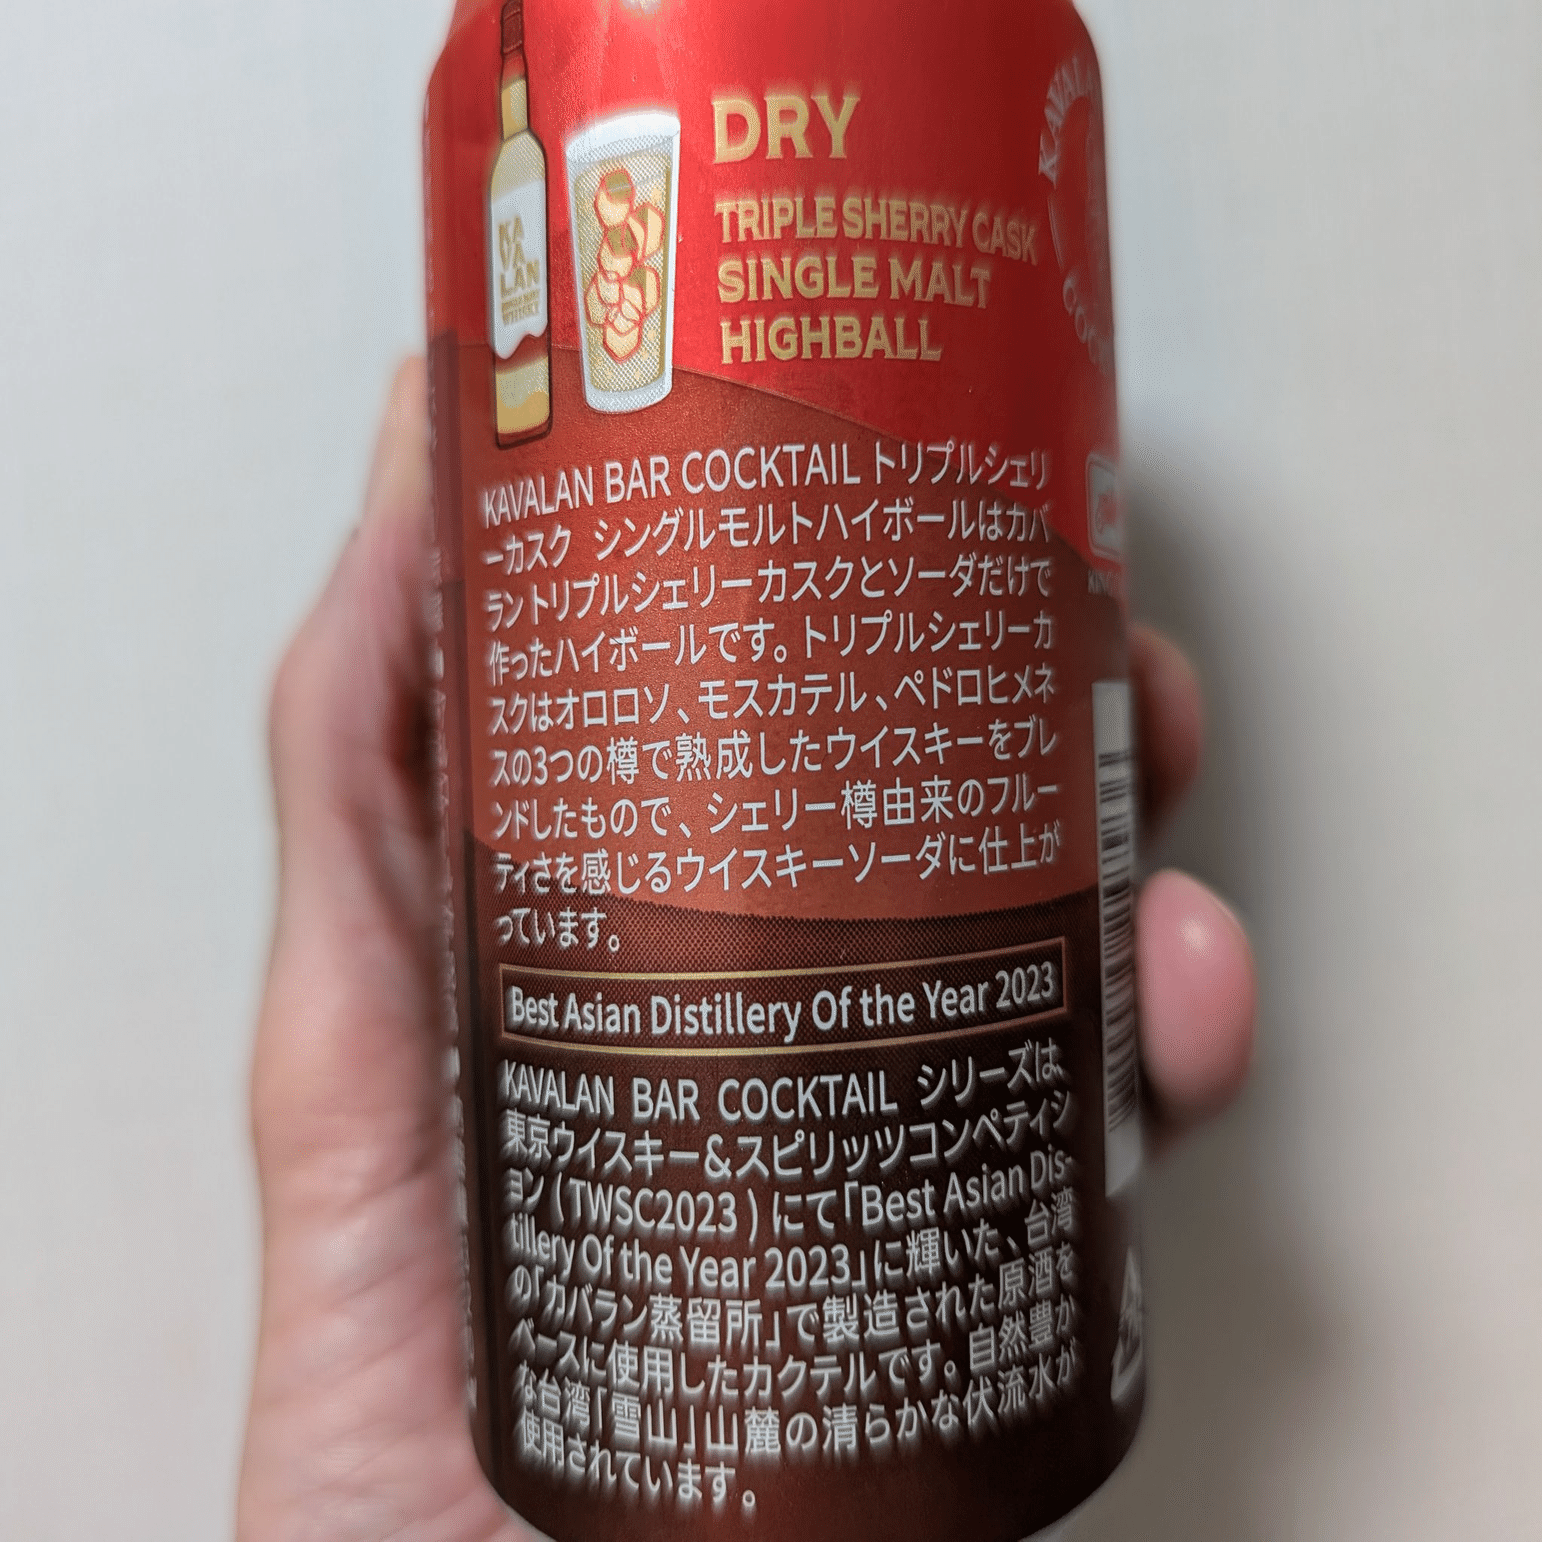 KA
VA
LAN
WHISKY
DRY
TRIPLE SHERRY CASK
SINGLE MALT
HIGHBALL
KAVALAN
KAVALAN BAR COCKTAIL トリプルシェリ
ーカスク シングルモルトハイボールはカバ
ラントリプルシェリーカスクとソーダだけで
作ったハイボールです。トリプルシェリーカ
スクはオロロソ、モスカテル、ペドロヒメネ
スの3つの樽で熟成したウイスキーをブレ
ンドしたもので、シェリー樽由来のフルー
ティさを感じるウイスキーソーダに仕上が
っています。
Best Asian Distillery Of the Year 2023
KAVALAN BAR COCKTAIL シリーズは、
東京ウイスキー&スピリッツコンペティシ
ョン(TWSC2023)にて「Best Asian Dis-
tillery Of the Year 2023」に輝いた、台湾
の「カバラン蒸留所」で製造された原酒を
ベースに使用したカクテルです。自然豊か
な台湾「雪山」山麓の清らかな伏流水が
使用されています。